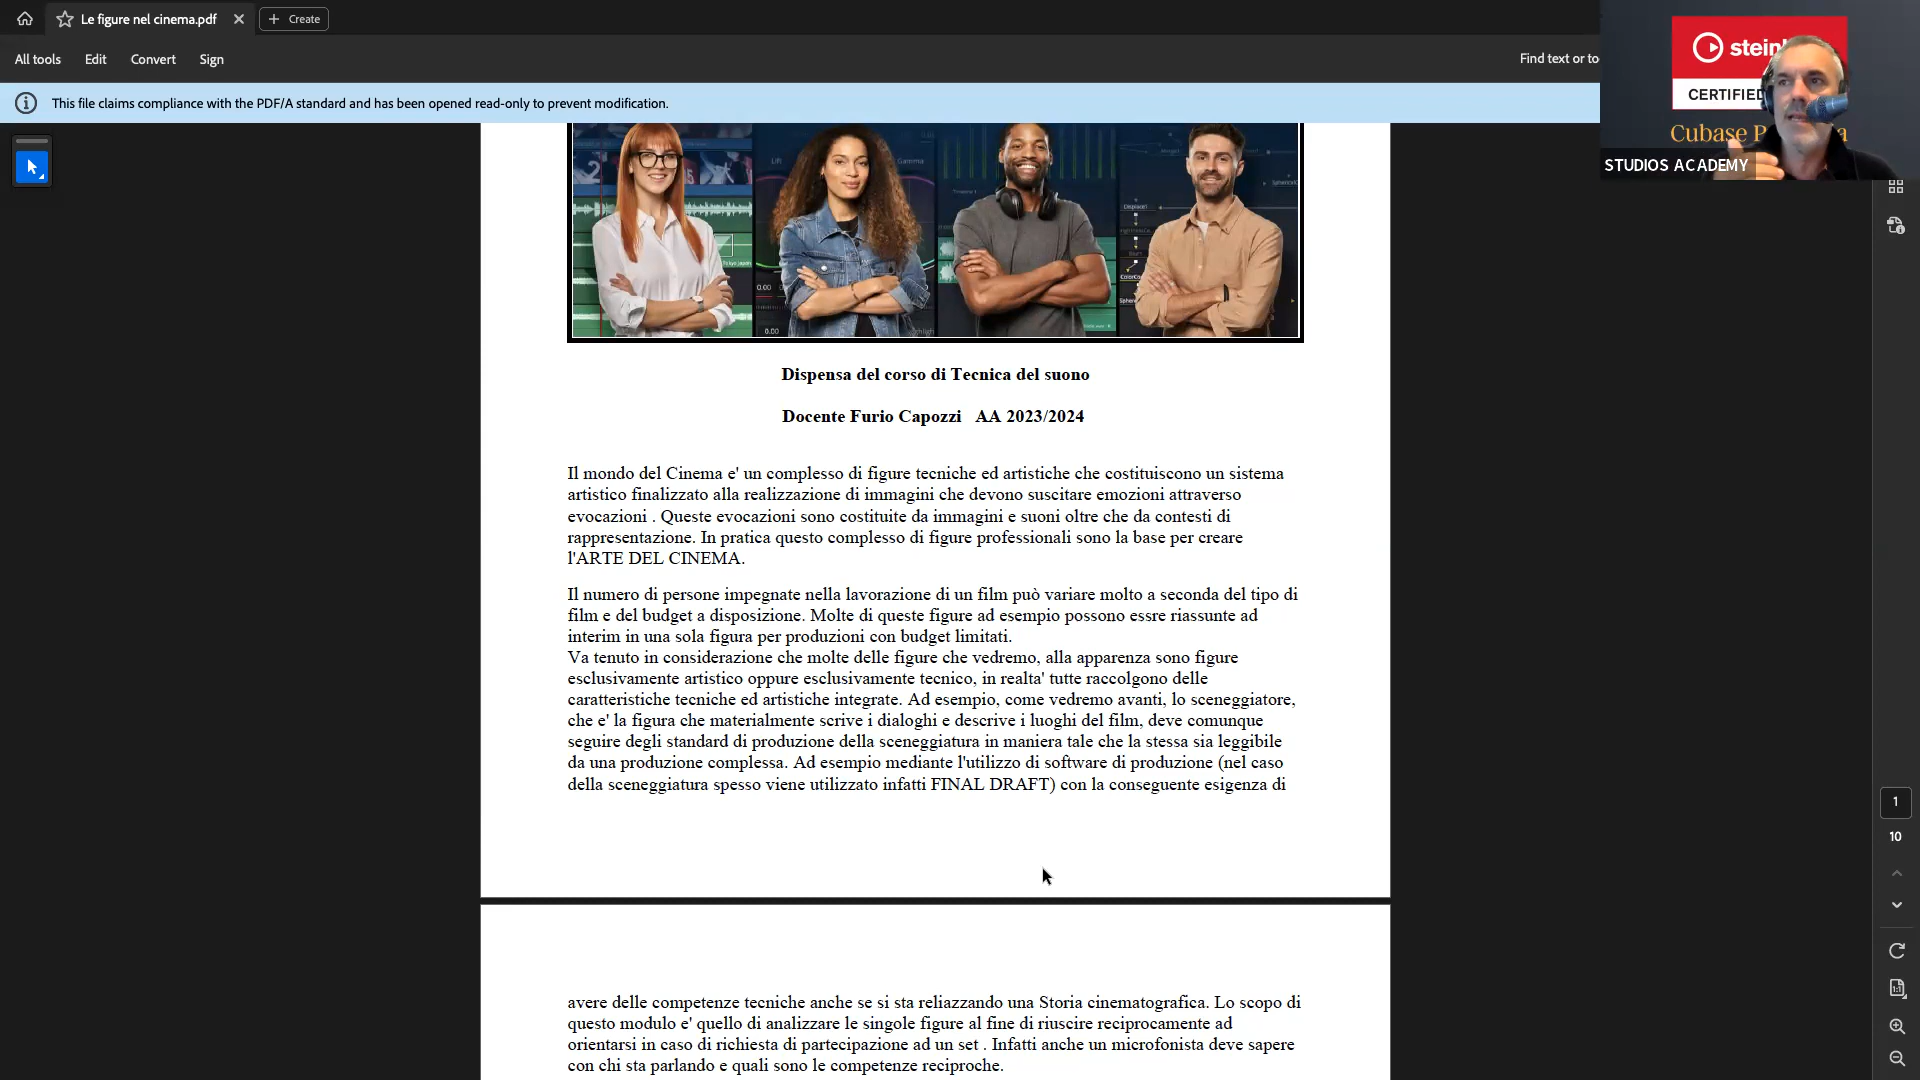 Le figure nel cinema.pdf
Create
All tools Edit Convert Sign
Find text or to
This file claims compliance with the PDF/A standard and has been opened read-only to prevent modification.
CERTIFIED
Cubase P
STUDIOS ACADEMY
Lift
Gamma
0.00
0.00
Dispensa del corso di Tecnica del suono
Docente Furio Capozzi AA 2023/2024
Il mondo del Cinema e' un complesso di figure tecniche ed artistiche che costituiscono un sistema
artistico finalizzato alla realizzazione di immagini che devono suscitare emozioni attraverso
evocazioni . Queste evocazioni sono costituite da immagini e suoni oltre che da contesti di
rappresentazione. In pratica questo complesso di figure professionali sono la base per creare
l'ARTE DEL CINEMA.
Il numero di persone impegnate nella lavorazione di un film può variare molto a seconda del tipo di
film e del budget a disposizione. Molte di queste figure ad esempio possono essre riassunte ad
interim in una sola figura per produzioni con budget limitati.
Va tenuto in considerazione che molte delle figure che vedremo, alla apparenza sono figure
esclusivamente artistico oppure esclusivamente tecnico, in realta' tutte raccolgono delle
caratteristiche tecniche ed artistiche integrate. Ad esempio, come vedremo avanti, lo sceneggiatore,
che e' la figura che materialmente scrive i dialoghi e descrive i luoghi del film, deve comunque
seguire degli standard di produzione della sceneggiatura in maniera tale che la stessa sia leggibile
da una produzione complessa. Ad esempio mediante l'utilizzo di software di produzione (nel caso
della sceneggiatura spesso viene utilizzato infatti FINAL DRAFT) con la conseguente esigenza di
1
10
avere delle competenze tecniche anche se si sta reliazzando una Storia cinematografica. Lo scopo di
questo modulo e' quello di analizzare le singole figure al fine di riuscire reciprocamente ad
orientarsi in caso di richiesta di partecipazione ad un set . Infatti anche un microfonista deve sapere
con chi sta parlando e quali sono le competenze reciproche.